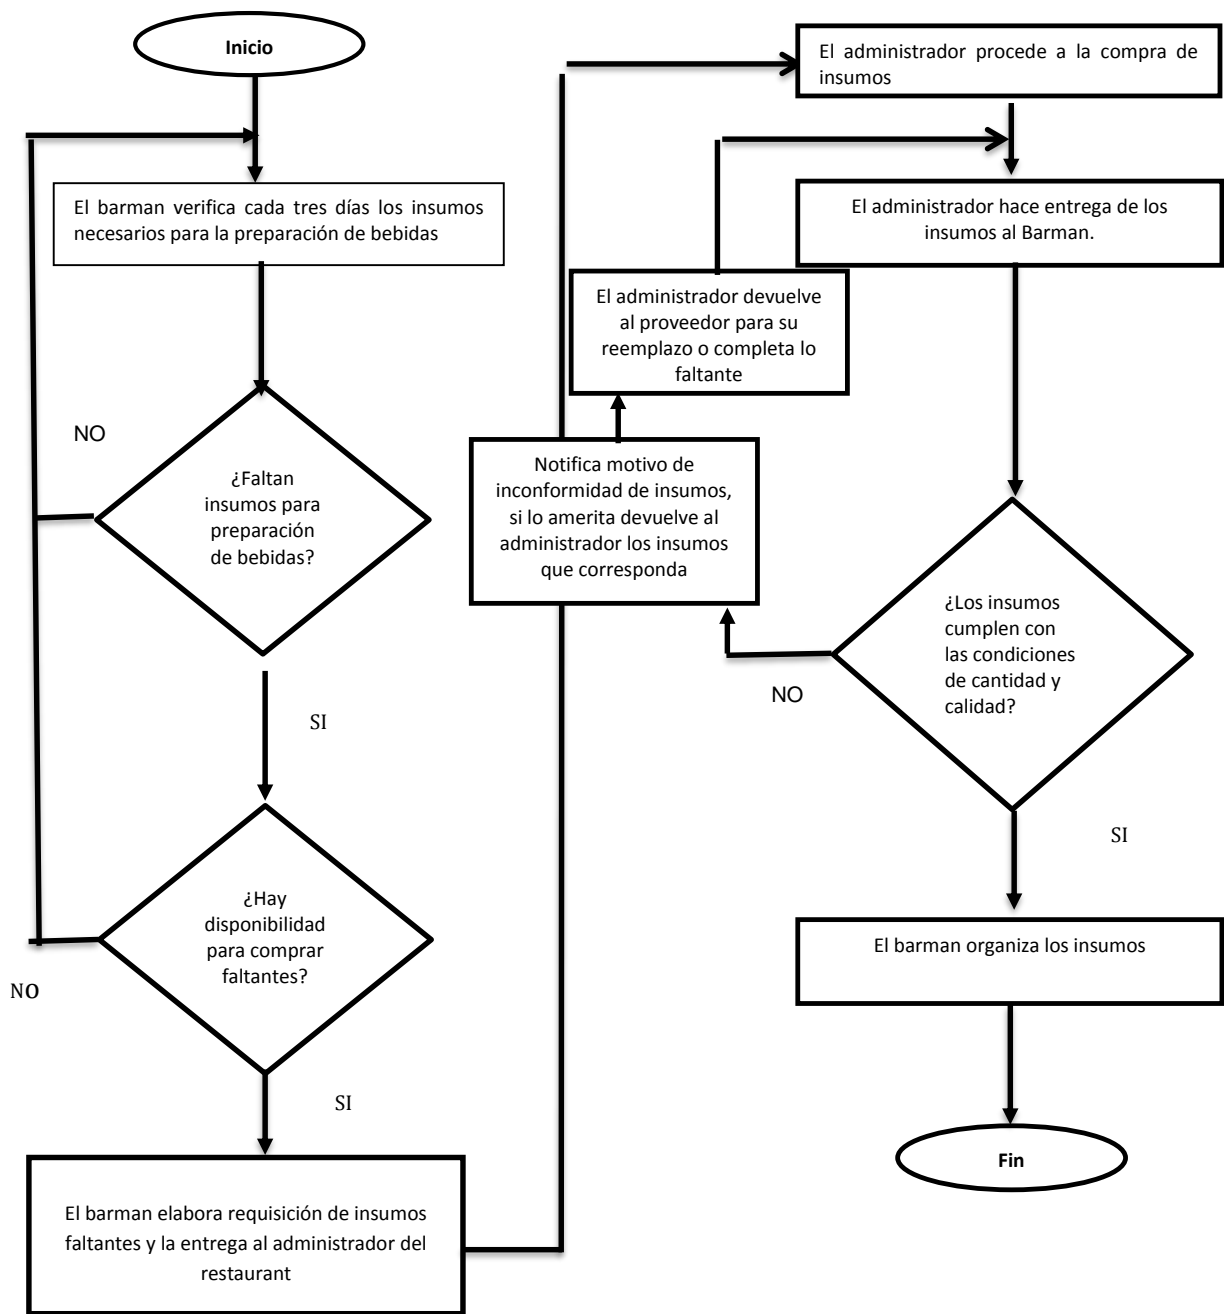 Inicio
El barman verifica cada tres días los insumos
necesarios para la preparación de bebidas
NO
¿Faltan
insumos para
preparación
de bebidas?
SI
¿Hay
disponibilidad
para comprar
faltantes?
NO
SI
El barman elabora requisición de insumos
faltantes y la entrega al administrador del
restaurant
El administrador procede a la compra de
insumos
El administrador hace entrega de los
insumos al Barman.
El administrador devuelve
al proveedor para su
reemplazo o completa lo
faltante
Notifica motivo de
inconformidad de insumos,
si lo amerita devuelve al
administrador los insumos
que corresponda
¿Los insumos
cumplen con
las condiciones
de cantidad y
calidad?
NO
SI
El barman organiza los insumos
Fin